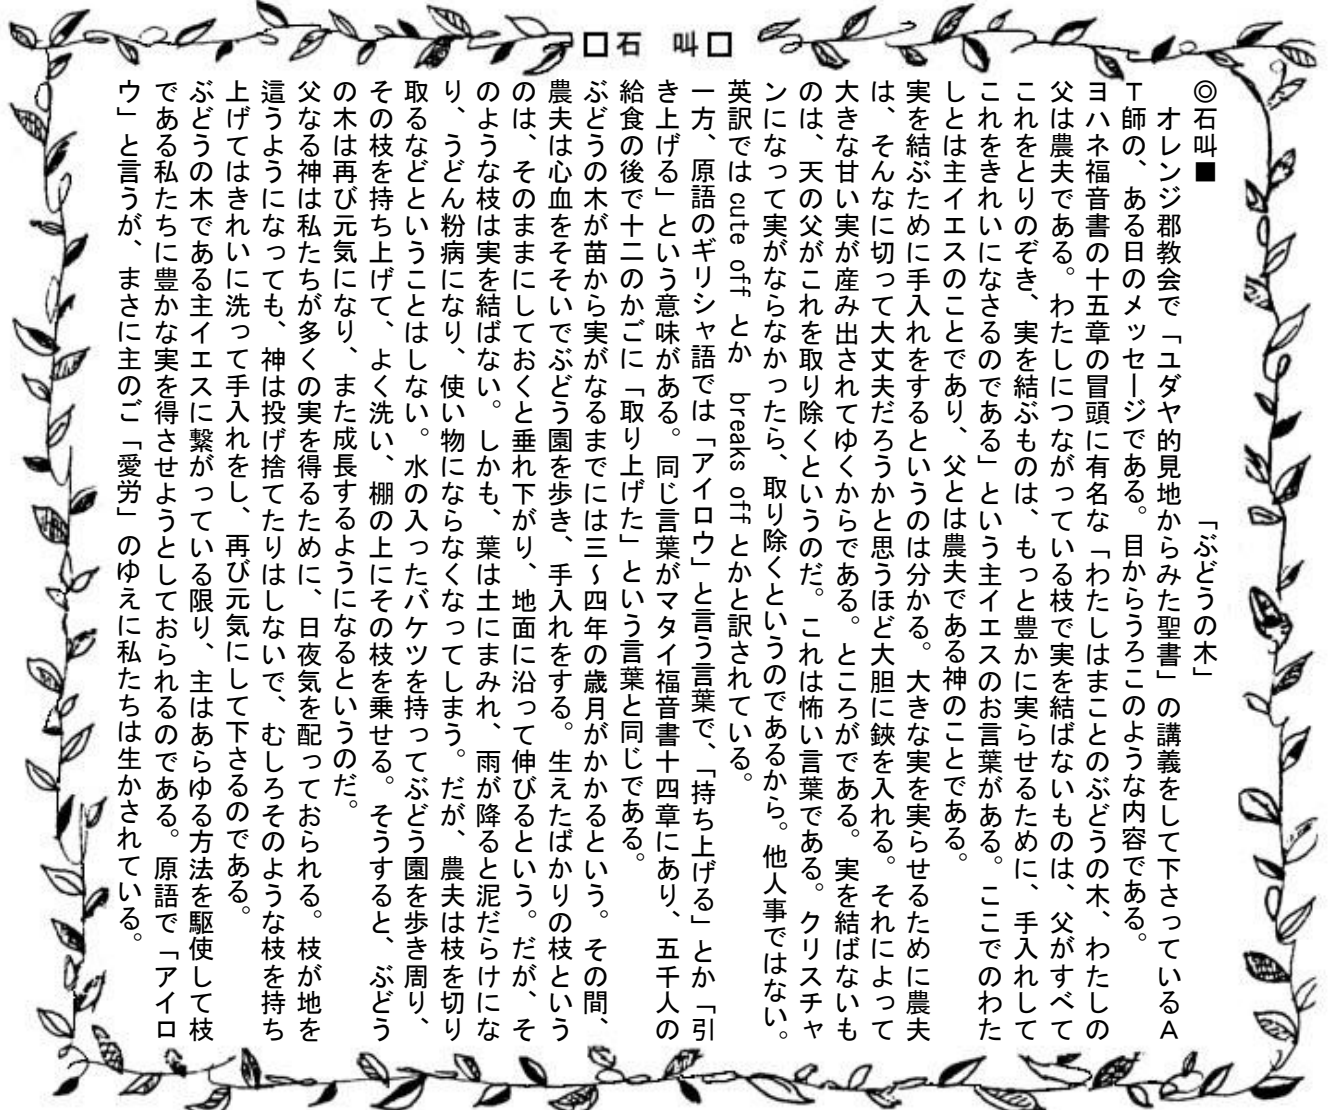 □石　叫□
◎石叫■　　　　　　　　　　　「ぶどうの木」
　オレンジ郡教会で「ユダヤ的見地からみた聖書」の講義をして下さっているＡ
Ｔ師の、ある日のメッセージである。目からうろこのような内容である。
ヨハネ福音書の十五章の冒頭に有名な「わたしはまことのぶどうの木、わたしの
父は農夫である。わたしにつながっている枝で実を結ばないものは、父がすべて
これをとりのぞき、実を結ぶものは、もっと豊かに実らせるために、手入れして
これをきれいになさるのである」という主イエスのお言葉がある。ここでのわた
しとは主イエスのことであり、父とは農夫である神のことである。
実を結ぶために手入れをするというのは分かる。大きな実を実らせるために農夫
は、そんなに切って大丈夫だろうかと思うほど大胆に鋏を入れる。それによって
大きな甘い実が産み出されてゆくからである。ところがである。実を結ばないも
のは、天の父がこれを取り除くというのだ。これは怖い言葉である。クリスチャ
ンになって実がならなかったら、取り除くというのであるから。他人事ではない。
英訳では cute off とか　breaks off とかと訳されている。
一方、原語のギリシャ語では「アイロウ」と言う言葉で、「持ち上げる」とか「引
き上げる」という意味がある。同じ言葉がマタイ福音書十四章にあり、五千人の
給食の後で十二のかごに「取り上げた」という言葉と同じである。
ぶどうの木が苗から実がなるまでには三～四年の歳月がかかるという。その間、
農夫は心血をそそいでぶどう園を歩き、手入れをする。生えたばかりの枝という
のは、そのままにしておくと垂れ下がり、地面に沿って伸びるという。だが、そ
のような枝は実を結ばない。しかも、葉は土にまみれ、雨が降ると泥だらけにな
り、うどん粉病になり、使い物にならなくなってしまう。だが、農夫は枝を切り
取るなどということはしない。水の入ったバケツを持ってぶどう園を歩き周り、
その枝を持ち上げて、よく洗い、棚の上にその枝を乗せる。そうすると、ぶどう
の木は再び元気になり、また成長するようになるというのだ。
父なる神は私たちが多くの実を得るために、日夜気を配っておられる。枝が地を
這うようになっても、神は投げ捨てたりはしないで、むしろそのような枝を持ち
上げてはきれいに洗って手入れをし、再び元気にして下さるのである。
ぶどうの木である主イエスに繋がっている限り、主はあらゆる方法を駆使して枝
である私たちに豊かな実を得させようとしておられるのである。原語で「アイロ
ウ」と言うが、まさに主のご「愛労」のゆえに私たちは生かされている。